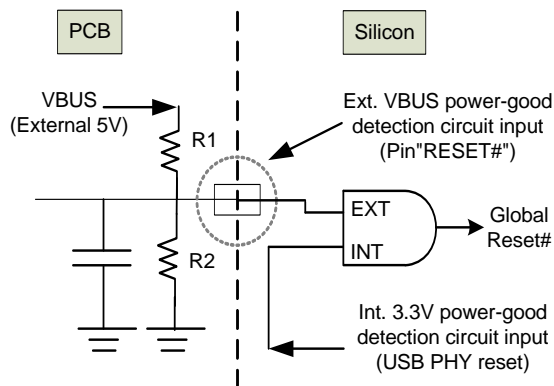 PCB
Silicon
VBUS
(External 5V)
R1
Ext. VBUS power-good
detection circuit input
(Pin"RESET#")
EXT
INT
Global
Reset#
R2
Int. 3.3V power-good
detection circuit input
(USB PHY reset)